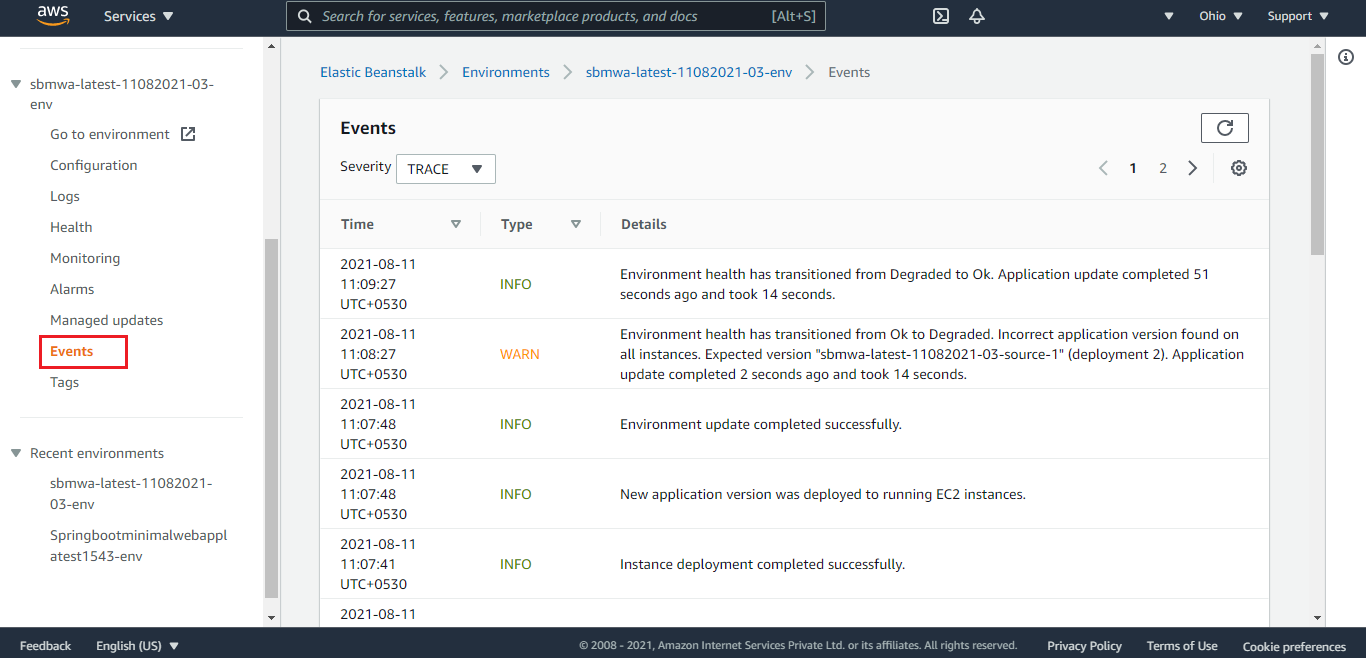 aws
Services
Search for services, features, marketplace products, and docs [Alt+S]
Ohio
Support
sbmwa-latest-11082021-03-
env
Go to environment
Configuration
Logs
Health
Monitoring
Alarms
Managed updates
Events
Tags
Recent environments
sbmwa-latest-11082021-
03-env
Springbootminimalwebappl
atest1543-env
Elastic Beanstalk
Environments
sbmwa-latest-11082021-03-env
Events
Events
Severity TRACE
1 2
Time Type Details
2021-08-11
11:09:27
UTC+0530
INFO
Environment health has transitioned from Degraded to Ok. Application update completed 51
seconds ago and took 14 seconds.
2021-08-11
11:08:27
UTC+0530
WARN
Environment health has transitioned from Ok to Degraded. Incorrect application version found on
all instances. Expected version "sbmwa-latest-11082021-03-source-1" (deployment 2). Application
update completed 2 seconds ago and took 14 seconds.
2021-08-11
11:07:48
UTC+0530
INFO
Environment update completed successfully.
2021-08-11
11:07:48
UTC+0530
INFO
New application version was deployed to running EC2 instances.
2021-08-11
11:07:41
UTC+0530
INFO
Instance deployment completed successfully.
2021-08-11
Feedback
English (US)
© 2008 - 2021, Amazon Internet Services Private Ltd. or its affiliates. All rights reserved.
Privacy Policy
Terms of Use
Cookie preferences